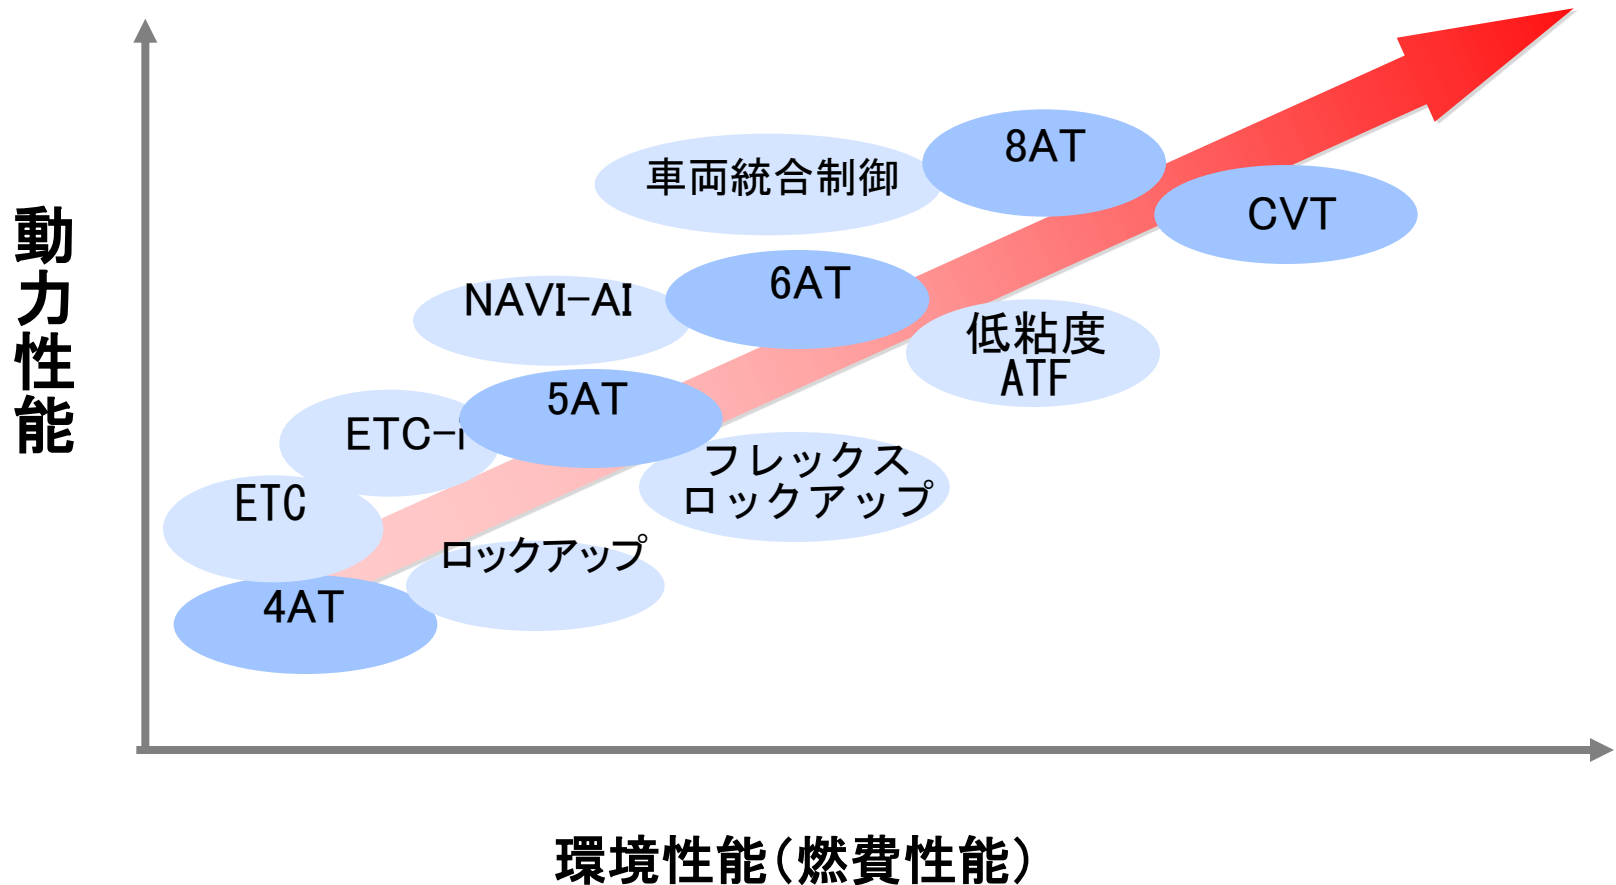 動力性能
8AT
車両統合制御
CVT
6AT
NAVI-AI
低粘度
ATF
5AT
ETC-i
フレックス
ロックアップ
ETC
ロックアップ
4AT
環境性能(燃費性能)